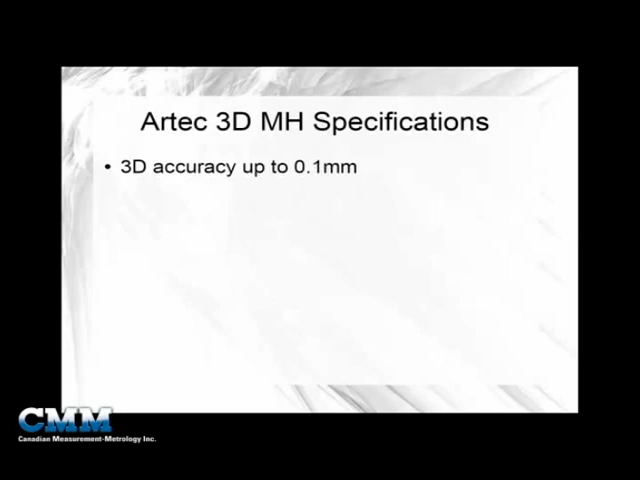 Artec 3D MH Specifications
• 3D accuracy up to 0.1mm
CMM
Canadian Measurement-Metrology Inc.